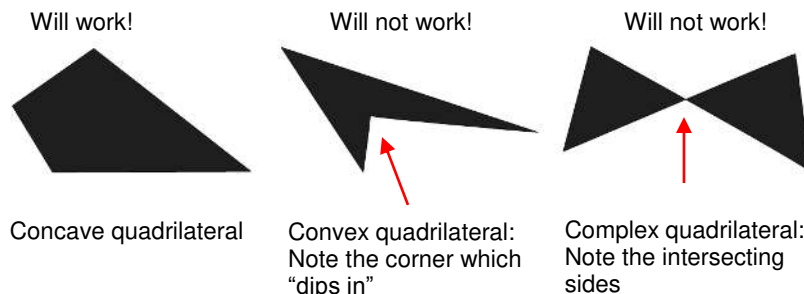 Will work!
Will not work!
Will not work!
Concave quadrilateral
Convex quadrilateral:
Note the corner which
“dips in”
Complex quadrilateral:
Note the intersecting
sides